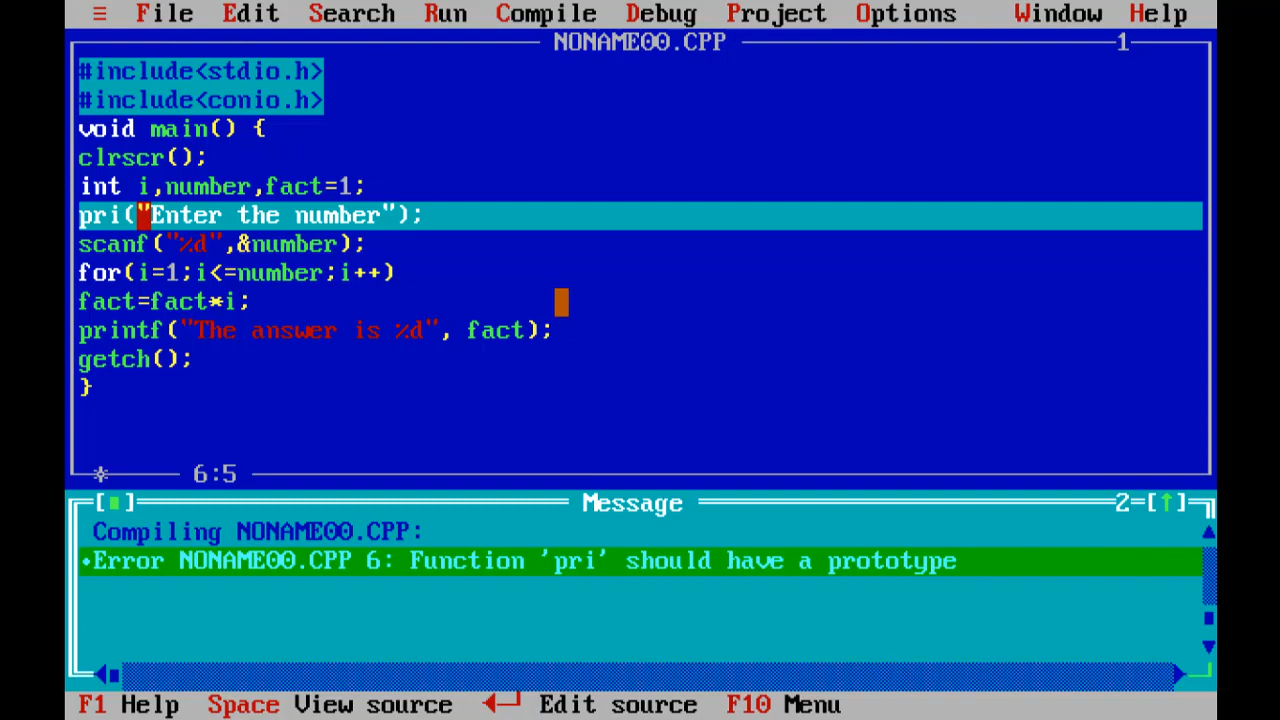 ≡ File Edit Search Run Compile Debug Project Options Window Help
NONAME00.CPP 1
#include<stdio.h>
#include<conio.h>
void main() {
clrscr();
int i,number,fact=1;
pri("Enter the number");
scanf("%d",&number);
for(i=1;i<=number;i++)
fact=fact*i;
printf("The answer is %d", fact);
getch();
}
6:5
[■] Message 2=[↑]
Compiling NONAME00.CPP:
•Error NONAME00.CPP 6: Function 'pri' should have a prototype
F1 Help Space View source ◄─┘ Edit source F10 Menu